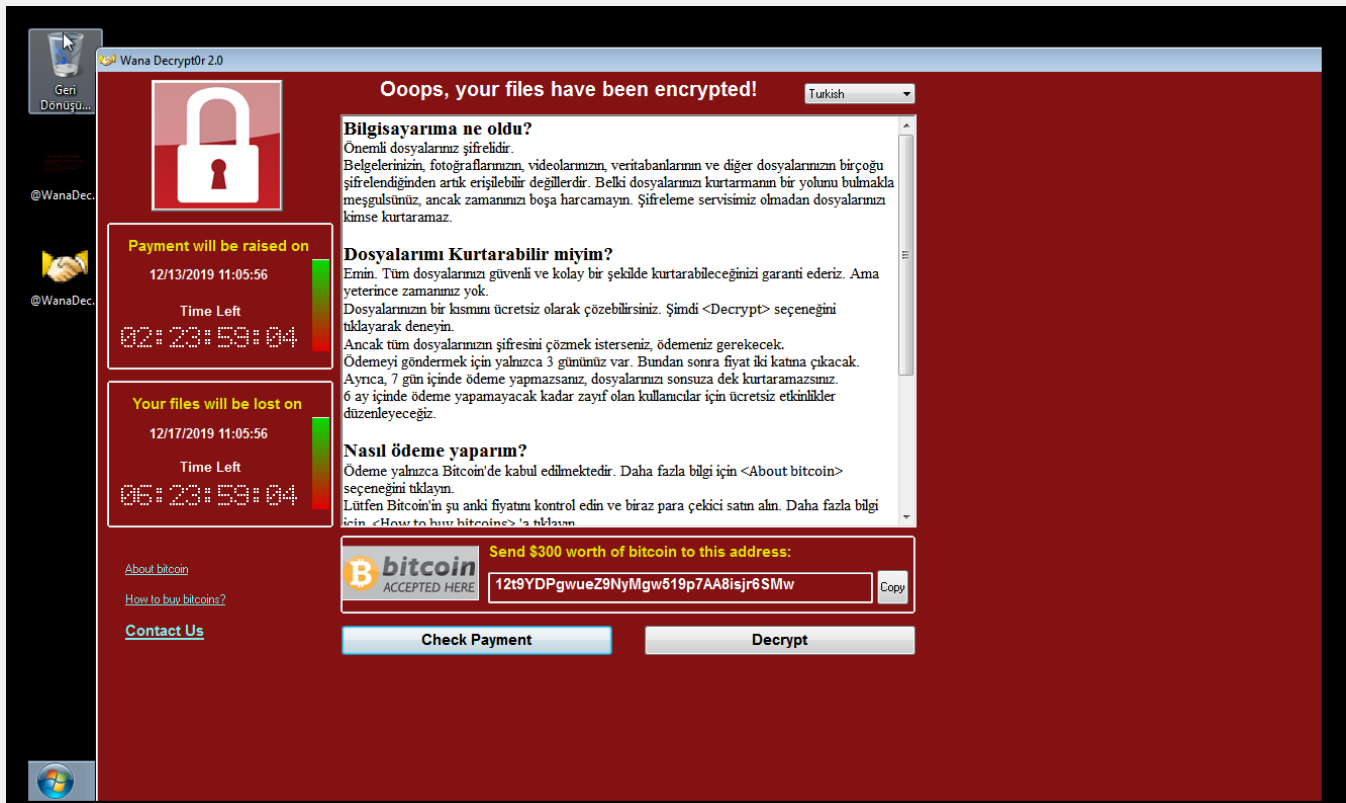 Geri
Dönüşü...
@WanaDec.
@WanaDec.
Wana Decrypt0r 2.0
Ooops, your files have been encrypted!
Turkish
Payment will be raised on
12/13/2019 11:05:56
Time Left
02:23:59:04
Your files will be lost on
12/17/2019 11:05:56
Time Left
06:23:59:04
About bitcoin
How to buy bitcoins?
Contact Us
Bilgisayarıma ne oldu?
Önemli dosyalarınız şifrelidir.
Belgelerinizin, fotoğraflarınızın, videolarınızın, veritabanlarının ve diğer dosyalarınızın birçoğu
şifrelendiğinden artık erişilebilir değillerdir. Belki dosyalarınızı kurtarmanın bir yolunu bulmakla
meşgulsünüz, ancak zamanınızı boşa harcamayın. Şifreleme servisimiz olmadan dosyalarınızı
kimse kurtaramaz.
Dosyalarımı Kurtarabilir miyim?
Emin. Tüm dosyalarınızı güvenli ve kolay bir şekilde kurtarabileceğinizi garanti ederiz. Ama
yeterince zamanınız yok.
Dosyalarınızın bir kısmını ücretsiz olarak çözebilirsiniz. Şimdi <Decrypt> seçeneğini
tıklayarak deneyin.
Ancak tüm dosyalarınızın şifresini çözmek isterseniz, ödemeniz gerekecek.
Ödemeyi göndermek için yalnızca 3 gününüz var. Bundan sonra fiyat iki katına çıkacak.
Ayrıca, 7 gün içinde ödeme yapmazsanız, dosyalarınızı sonsuza dek kurtaramazsınız.
6 ay içinde ödeme yapamayacak kadar zayıf olan kullanıcılar için ücretsiz etkinlikler
düzenleyeceğiz.
Nasıl ödeme yaparım?
Ödeme yalnızca Bitcoin'de kabul edilmektedir. Daha fazla bilgi için <About bitcoin>
seçeneğini tıklayın.
Lütfen Bitcoin'in şu anki fiyatını kontrol edin ve biraz para çekici satın alın. Daha fazla bilgi
için, <How to buy bitcoins> 'a tıklayın
bitcoin
ACCEPTED HERE
Send $300 worth of bitcoin to this address:
12t9YDPgwueZ9NyMgw519p7AA8isjr6SMw
Copy
Check Payment
Decrypt